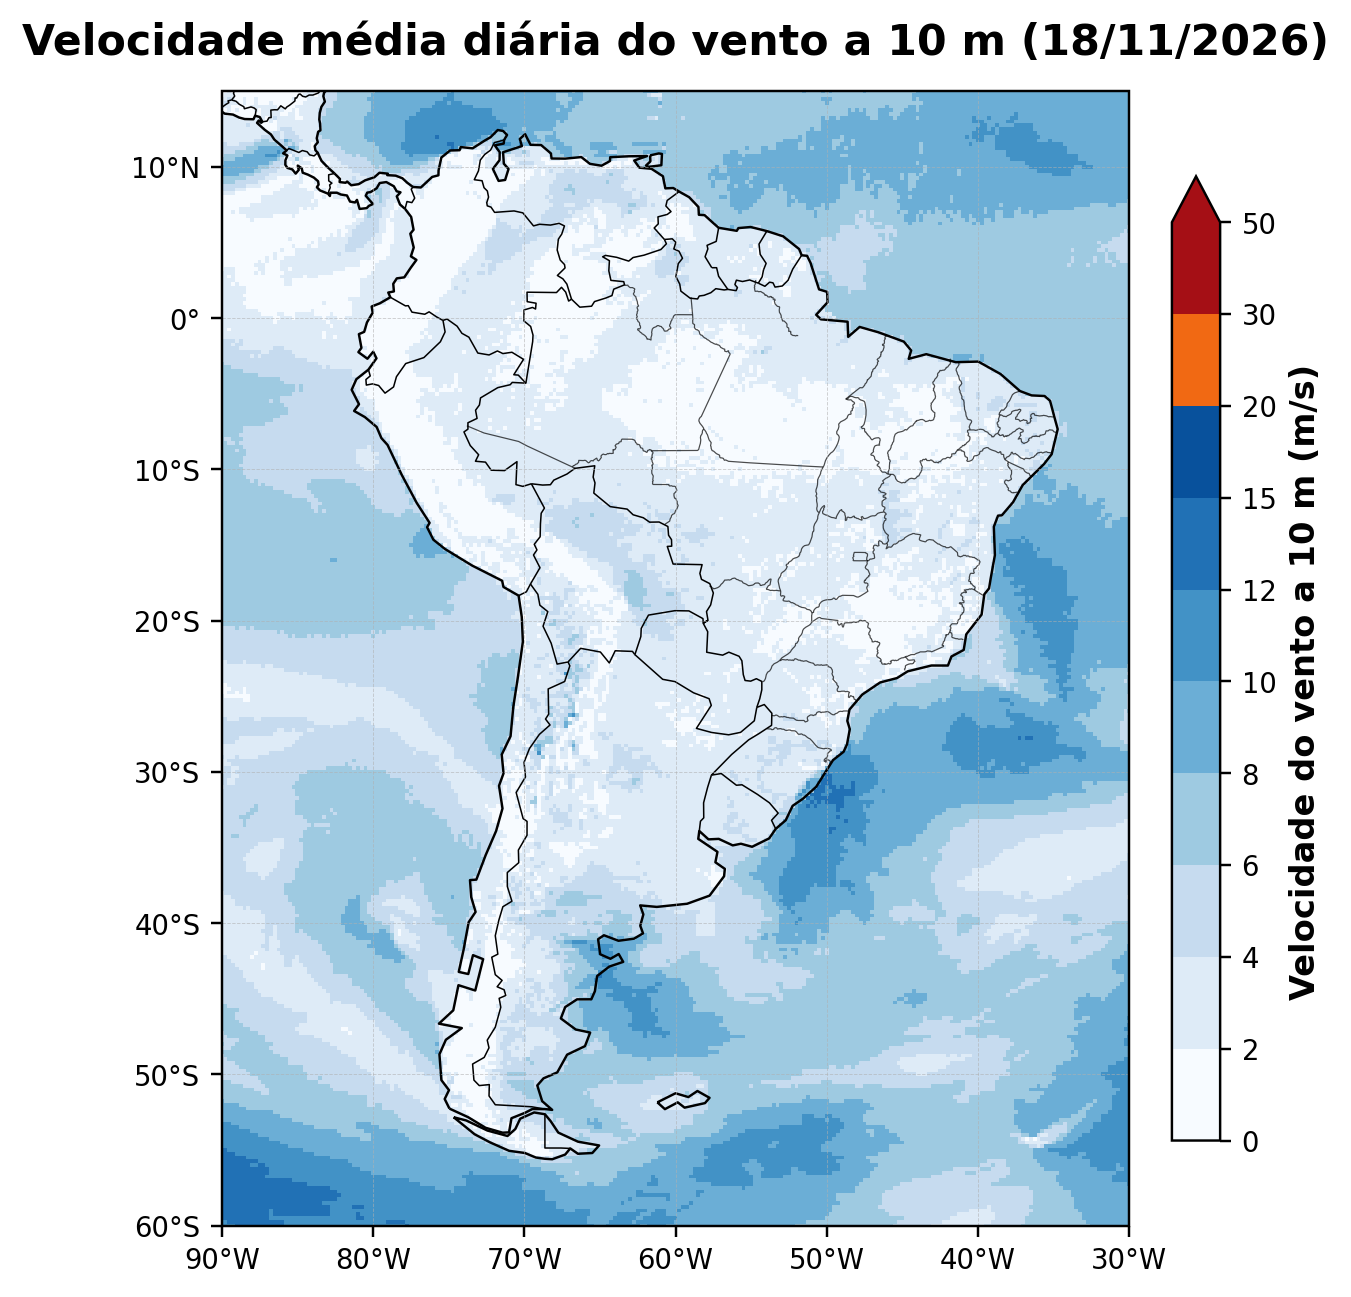 Velocidade média diária do vento a 10 m (18/11/2026)
10°N
0°
10°S
20°S
30°S
40°S
50°S
60°S
90°W
80°W
70°W
60°W
50°W
40°W
30°W
50
30
20
15
12
10
8
6
4
2
0
Velocidade do vento a 10 m (m/s)